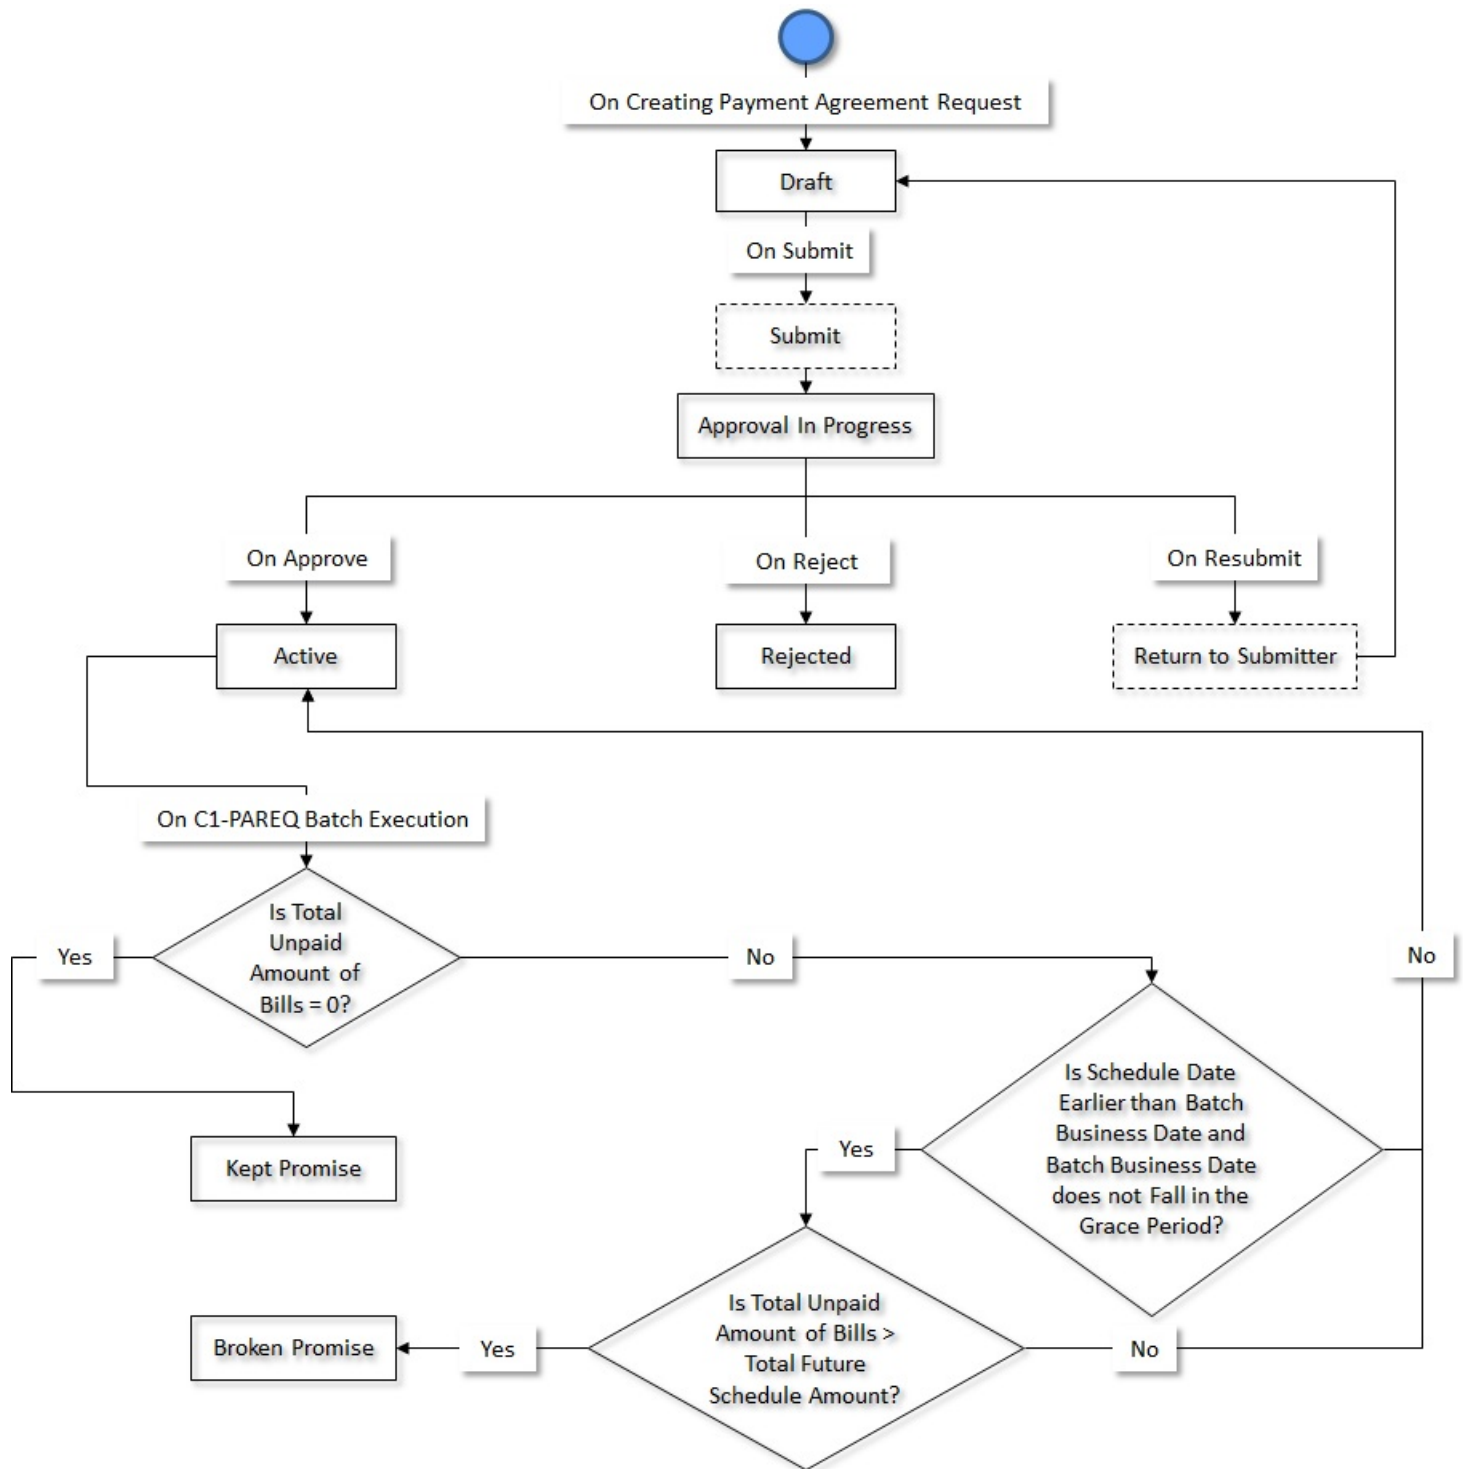 On Creating Payment Agreement Request
Draft
On Submit
Submit
Approval In Progress
On Approve
On Reject
On Resubmit
Active
Rejected
Return to Submitter
On C1-PAREQ Batch Execution
Is Total
Unpaid
Amount of
Bills = 0?
Yes
No
No
Is Schedule Date
Earlier than Batch
Business Date and
Batch Business Date
does not Fall in the
Grace Period?
Yes
Kept Promise
Is Total Unpaid
Amount of Bills >
Total Future
Schedule Amount?
Broken Promise
Yes
No